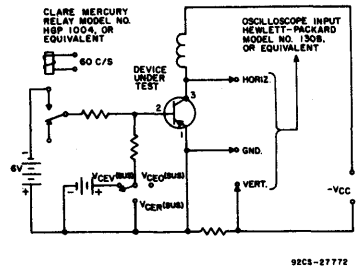 CLARE MERCURY
RELAY MODEL NO.
HGP 1004, OR
EQUIVALENT
60 C/S
OSCILLOSCOPE INPUT
HEWLETT-PACKARD
MODEL NO. 130B,
OR EQUIVALENT
DEVICE
UNDER
TEST
3
2
1
HORIZ.
GND.
VERT.
6V
-
+
-
+
VCEV(SUS)
VCEO(SUS)
VCER(SUS)
-VCC
92CS-27772